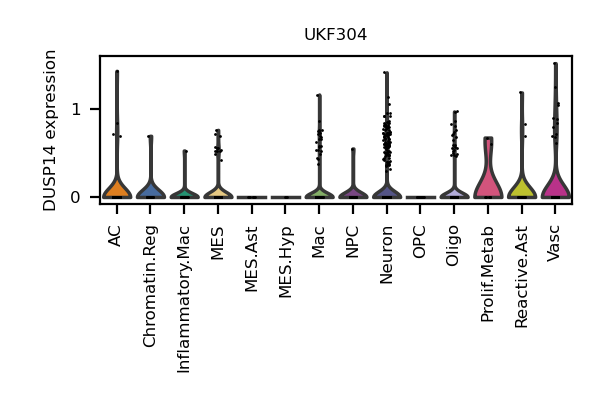 UKF304
DUSP14 expression
1
0
AC
Chromatin.Reg
Inflammatory.Mac
MES
MES.Ast
MES.Hyp
Mac
NPC
Neuron
OPC
Oligo
Prolif.Metab
Reactive.Ast
Vasc